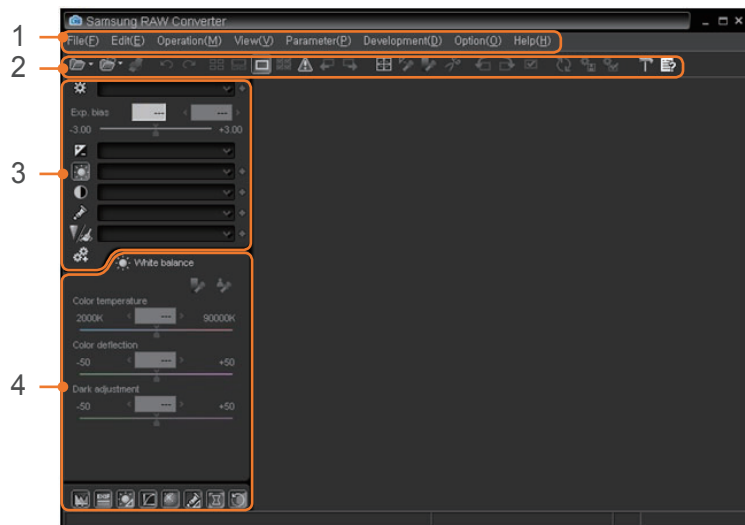 Samsung RAW Converter
1
File(F) Edit(E) Operation(M) View(V) Parameter(P) Development(D) Option(O) Help(H)
2
Exp. bias --- ---
-3.00 +3.00
3
White balance
Color temperature
2000K --- 90000K
Color deflection
-50 --- +50
4
Dark adjustment
-50 --- +50
EXIF